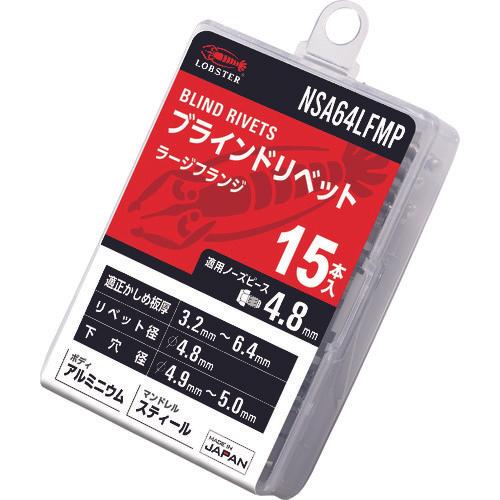 LOBSTER
NSA64LFMP
BLIND RIVETS
ブラインドリベット
ラージフランジ
15本入
適用ノーズピース
4.8mm
適正かしめ板厚 3.2mm～6.4mm
リベット径 φ4.8mm
下穴径 φ4.9mm～5.0mm
ボディ
アルミニウム
マンドレル
スティール
MADE IN
JAPAN